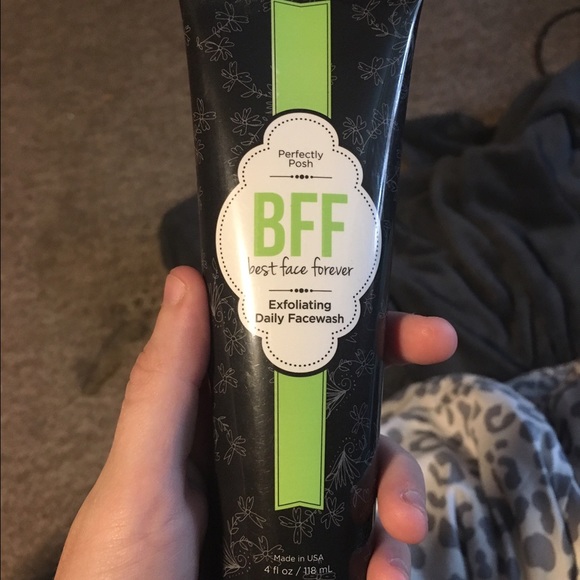 Perfectly
Posh
BFF
best face forever
Exfoliating
Daily Facewash
Made in USA
4 fl oz / 118 mL